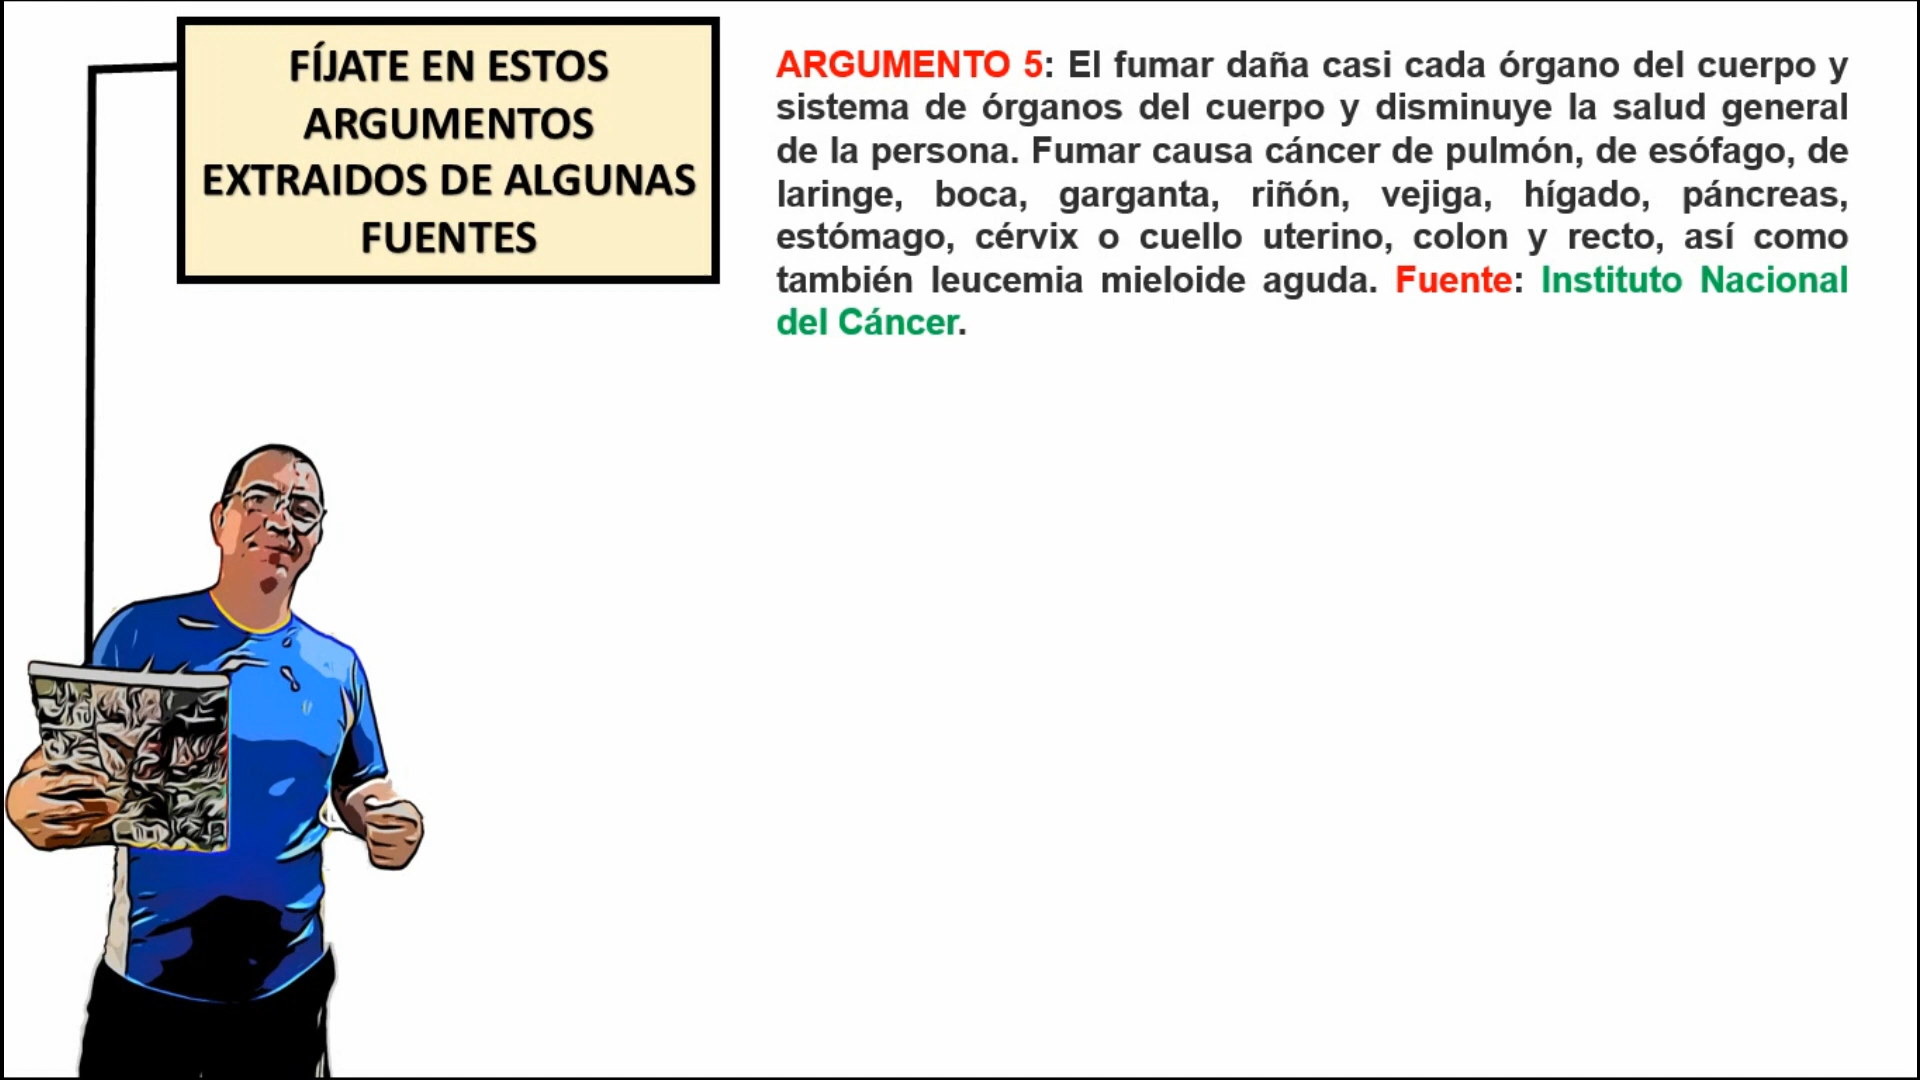 FÍJATE EN ESTOS
ARGUMENTOS
EXTRAIDOS DE ALGUNAS
FUENTES
ARGUMENTO 5: El fumar daña casi cada órgano del cuerpo y
sistema de órganos del cuerpo y disminuye la salud general
de la persona. Fumar causa cáncer de pulmón, de esófago, de
laringe, boca, garganta, riñón, vejiga, hígado, páncreas,
estómago, cérvix o cuello uterino, colon y recto, así como
también leucemia mieloide aguda. Fuente: Instituto Nacional
del Cáncer.